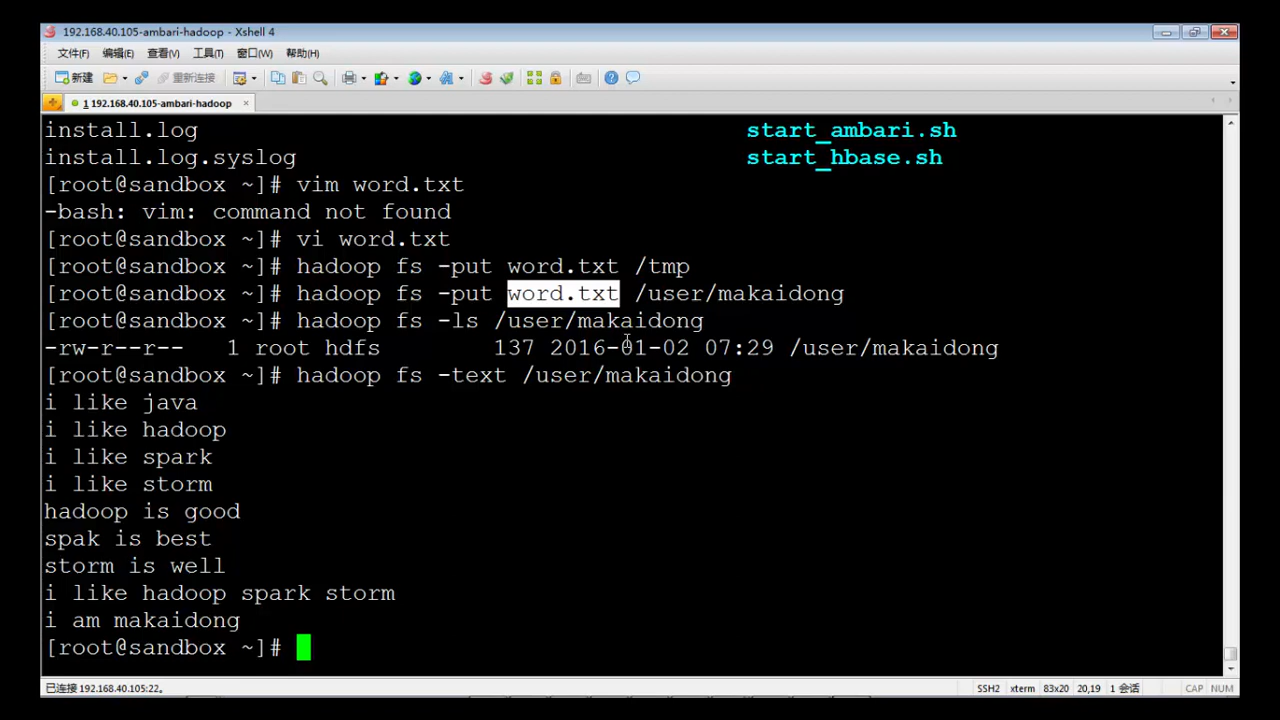 192.168.40.105-ambari-hadoop - Xshell 4
文件(F) 编辑(E) 查看(V) 工具(T) 窗口(W) 帮助(H)
新建 重新连接
1 192.168.40.105-ambari-hadoop
install.log start_ambari.sh
install.log.syslog start_hbase.sh
[root@sandbox ~]# vim word.txt
-bash: vim: command not found
[root@sandbox ~]# vi word.txt
[root@sandbox ~]# hadoop fs -put word.txt /tmp
[root@sandbox ~]# hadoop fs -put word.txt /user/makaidong
[root@sandbox ~]# hadoop fs -ls /user/makaidong
-rw-r--r-- 1 root hdfs 137 2016-01-02 07:29 /user/makaidong
[root@sandbox ~]# hadoop fs -text /user/makaidong
i like java
i like hadoop
i like spark
i like storm
hadoop is good
spak is best
storm is well
i like hadoop spark storm
i am makaidong
[root@sandbox ~]#
已连接 192.168.40.105:22。 SSH2 xterm 83x20 20,19 1 会话 CAP NUM